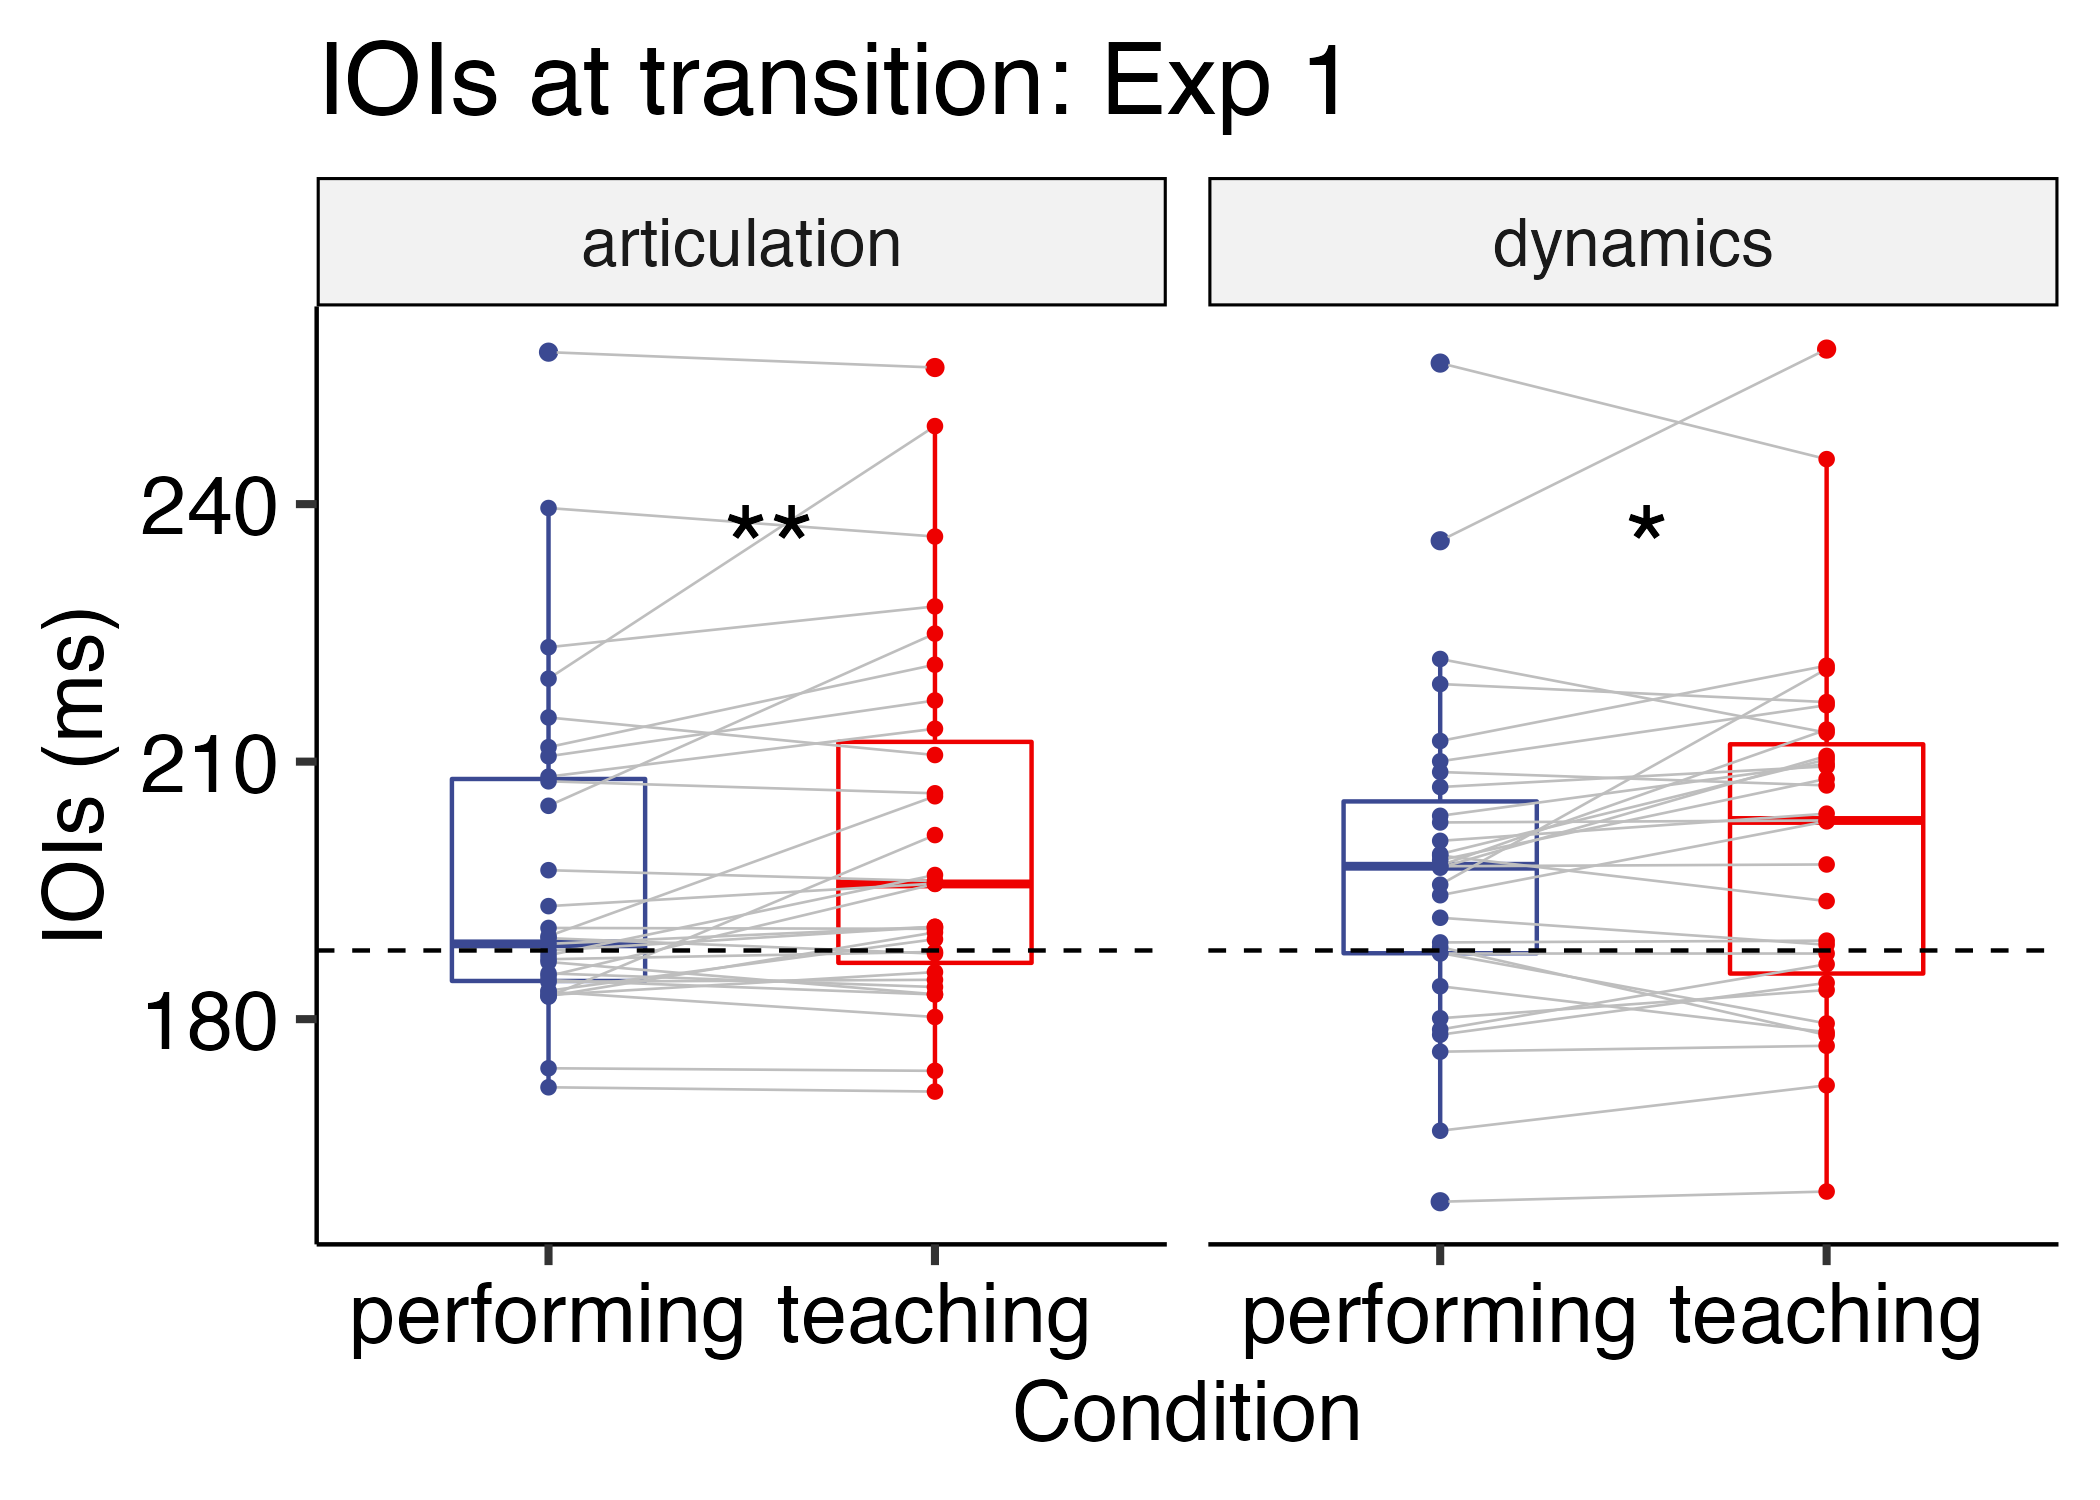 IOIs at transition: Exp 1
articulation dynamics
IOIs (ms)
240
210
180
** *
performing teaching performing teaching
Condition